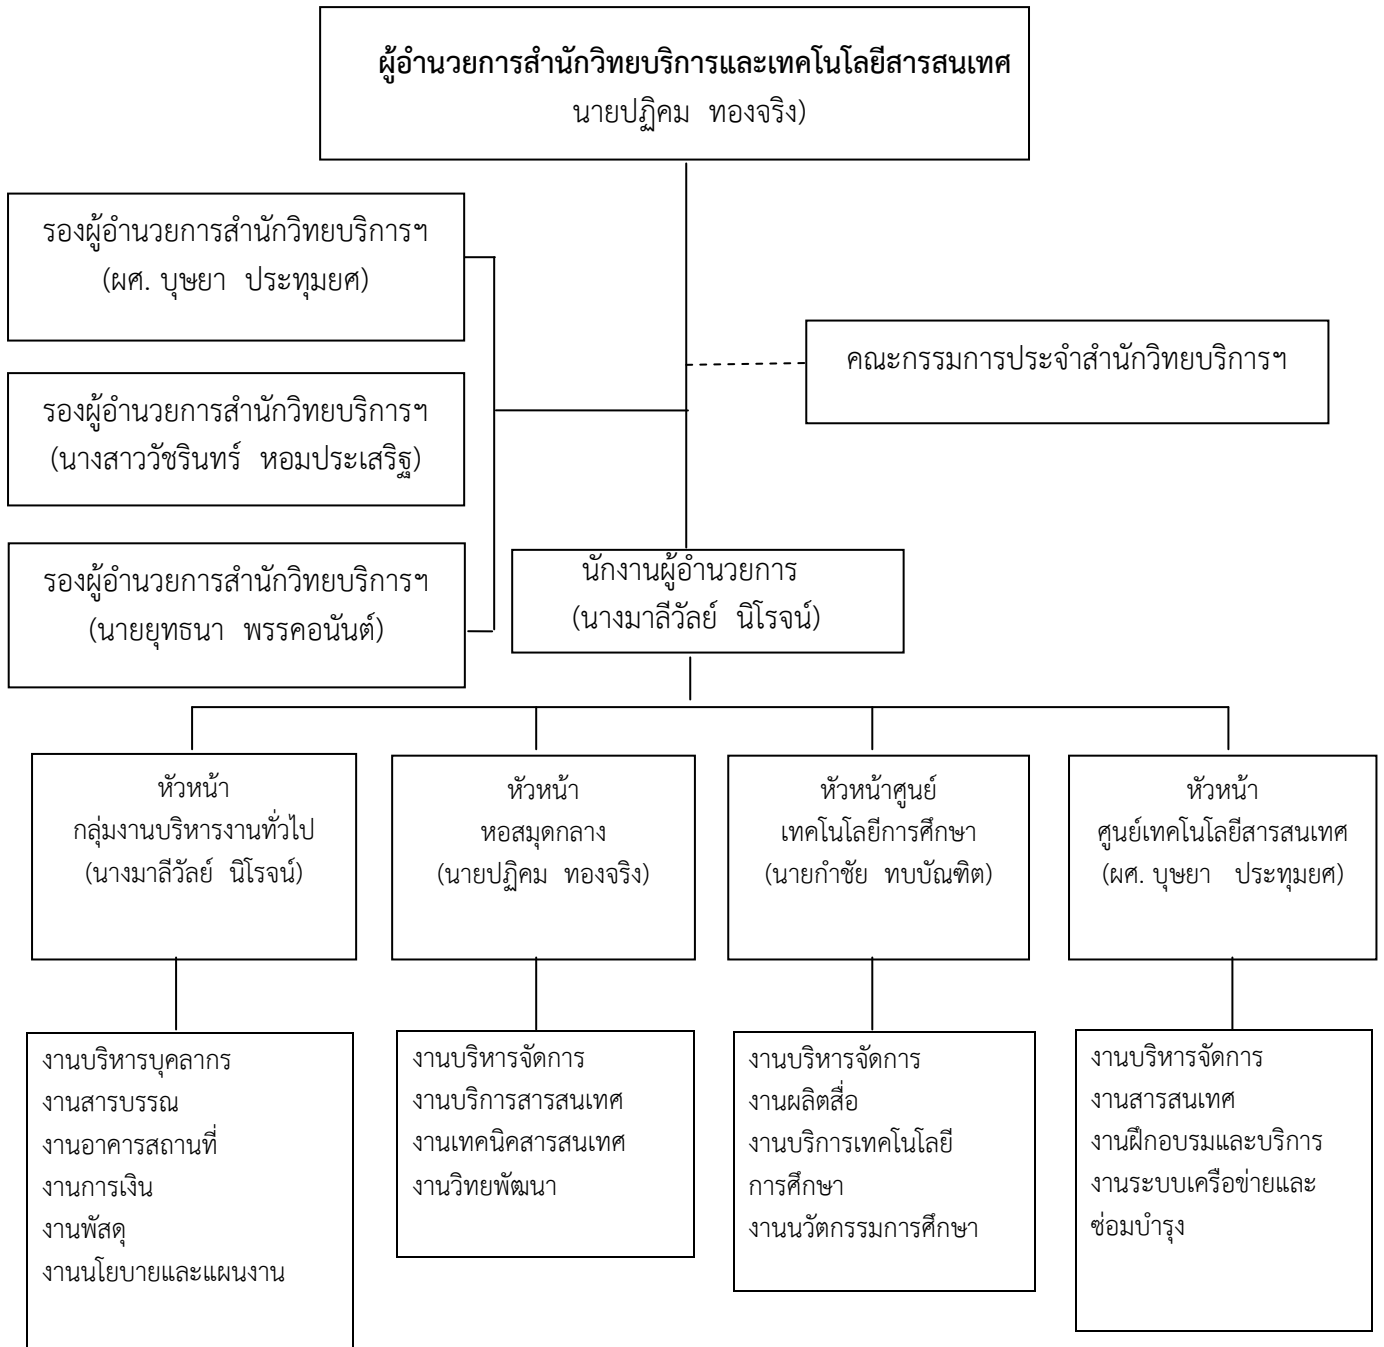 ผู้อำนวยการสำนักวิทยบริการและเทคโนโลยีสารสนเทศ
นายปฏิคม  ทองจริง)
รองผู้อำนวยการสำนักวิทยบริการฯ
(ผศ. บุษยา  ประทุมยศ)
คณะกรรมการประจำสำนักวิทยบริการฯ
รองผู้อำนวยการสำนักวิทยบริการฯ
(นางสาววัชรินทร์  หอมประเสริฐ)
รองผู้อำนวยการสำนักวิทยบริการฯ
(นายยุทธนา  พรรคอนันต์)
นักงานผู้อำนวยการ
(นางมาลีวัลย์  นิโรจน์)
หัวหน้า
กลุ่มงานบริหารงานทั่วไป
(นางมาลีวัลย์  นิโรจน์)
หัวหน้า
หอสมุดกลาง
(นายปฏิคม  ทองจริง)
หัวหน้าศูนย์
เทคโนโลยีการศึกษา
(นายกำชัย  ทบบัณฑิต)
หัวหน้า
ศูนย์เทคโนโลยีสารสนเทศ
(ผศ. บุษยา   ประทุมยศ)
งานบริหารบุคลากร
งานสารบรรณ
งานอาคารสถานที่
งานการเงิน
งานพัสดุ
งานนโยบายและแผนงาน
งานบริหารจัดการ
งานบริการสารสนเทศ
งานเทคนิคสารสนเทศ
งานวิทยพัฒนา
งานบริหารจัดการ
งานผลิตสื่อ
งานบริการเทคโนโลยี
การศึกษา
งานนวัตกรรมการศึกษา
งานบริหารจัดการ
งานสารสนเทศ
งานฝึกอบรมและบริการ
งานระบบเครือข่ายและ
ซ่อมบำรุง